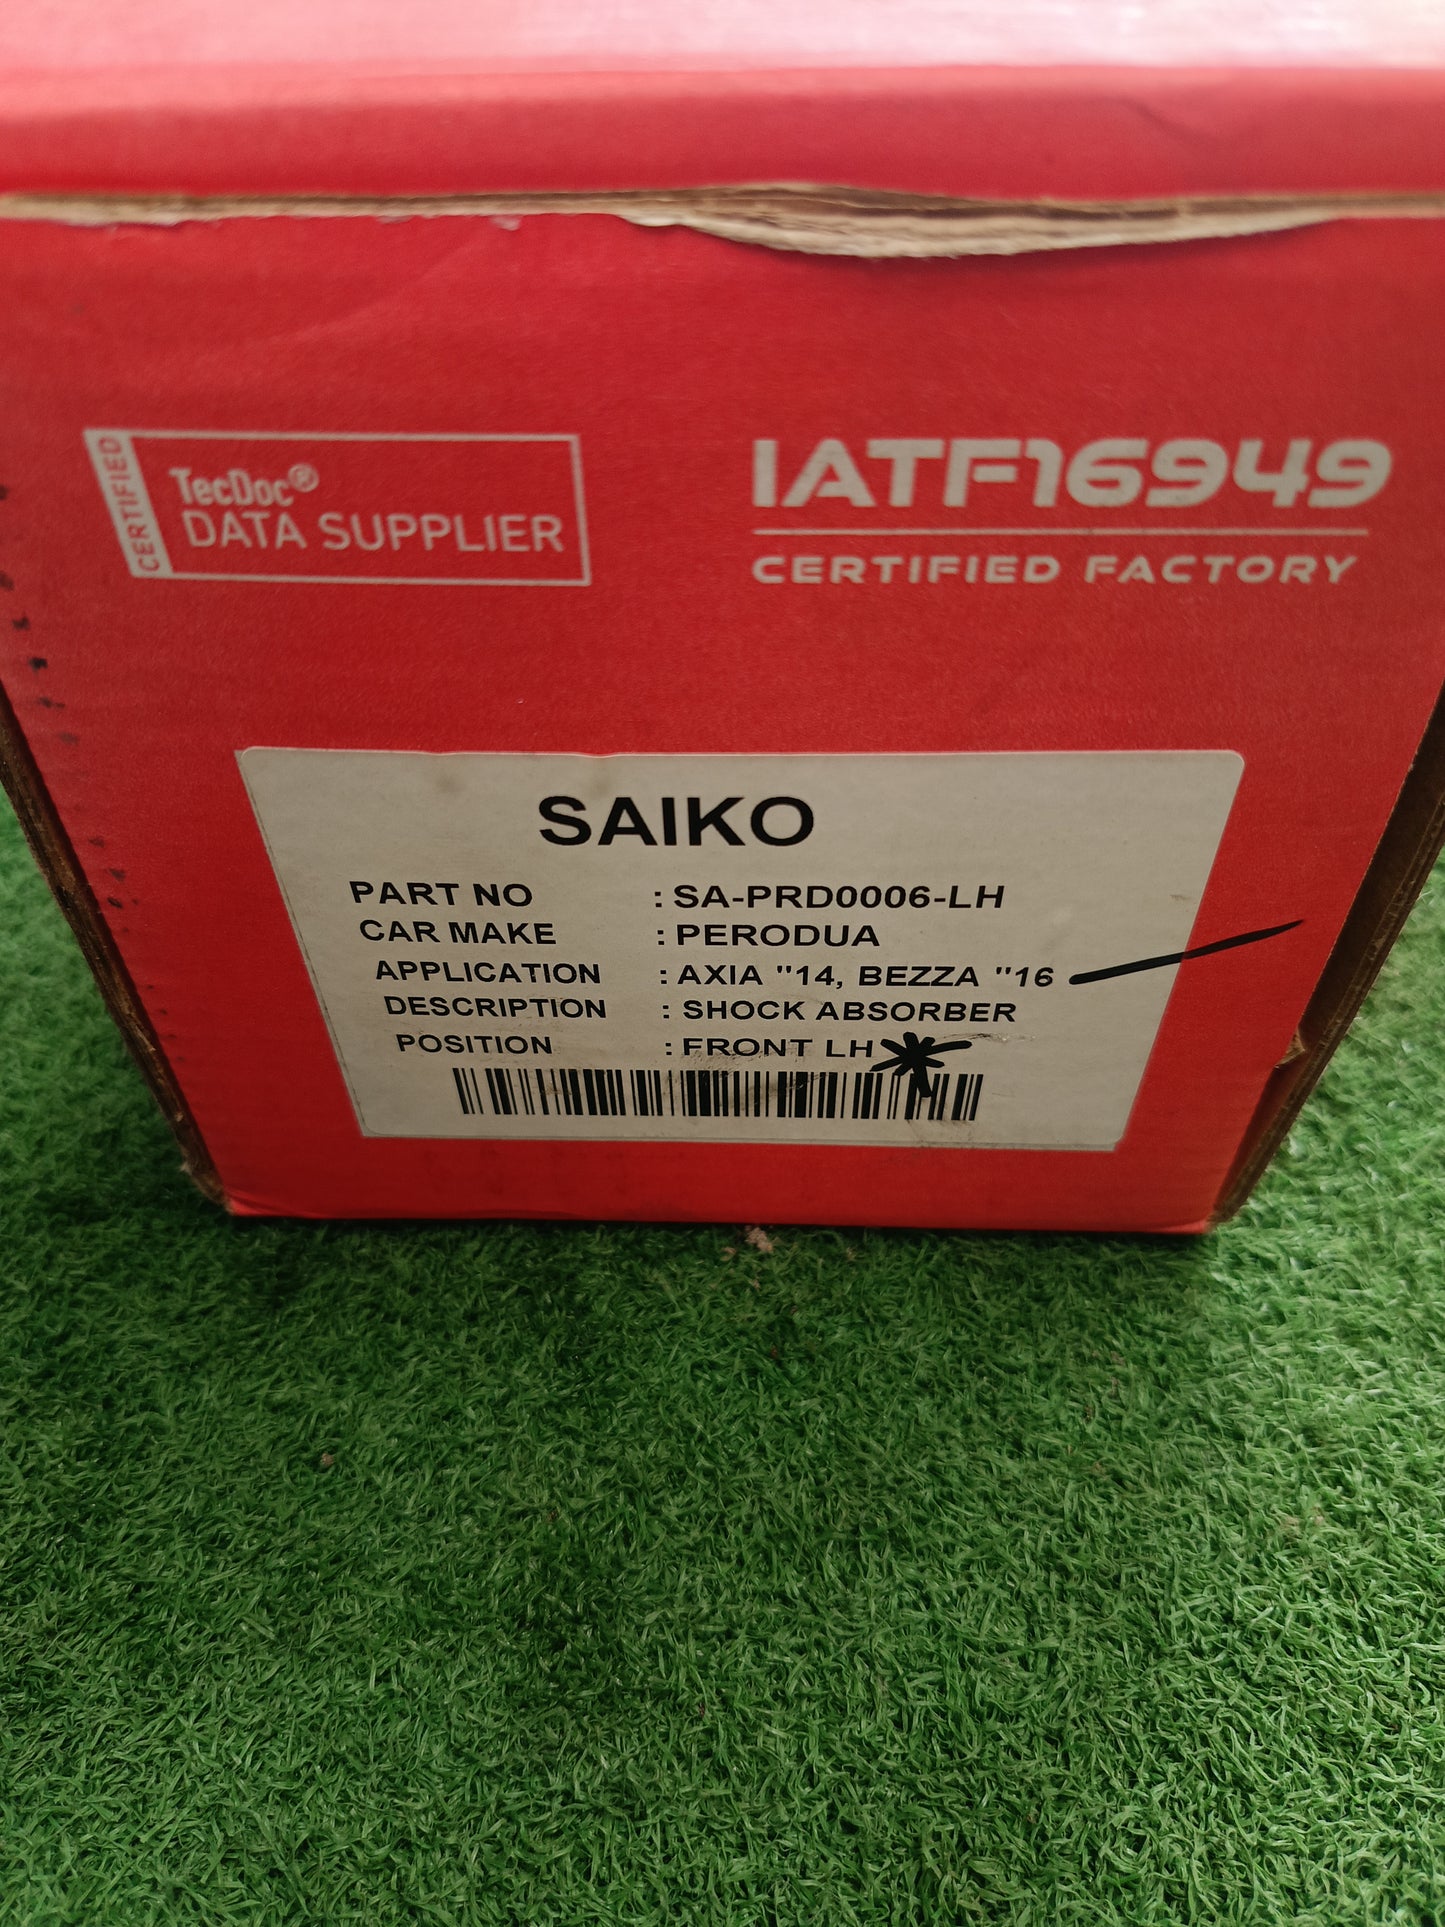 CERTIFIED
TecDoc®
DATA SUPPLIER
IATF16949
CERTIFIED FACTORY
SAIKO
PART NO : SA-PRD0006-LH
CAR MAKE : PERODUA
APPLICATION : AXIA "14, BEZZA "16
DESCRIPTION : SHOCK ABSORBER
POSITION : FRONT LH